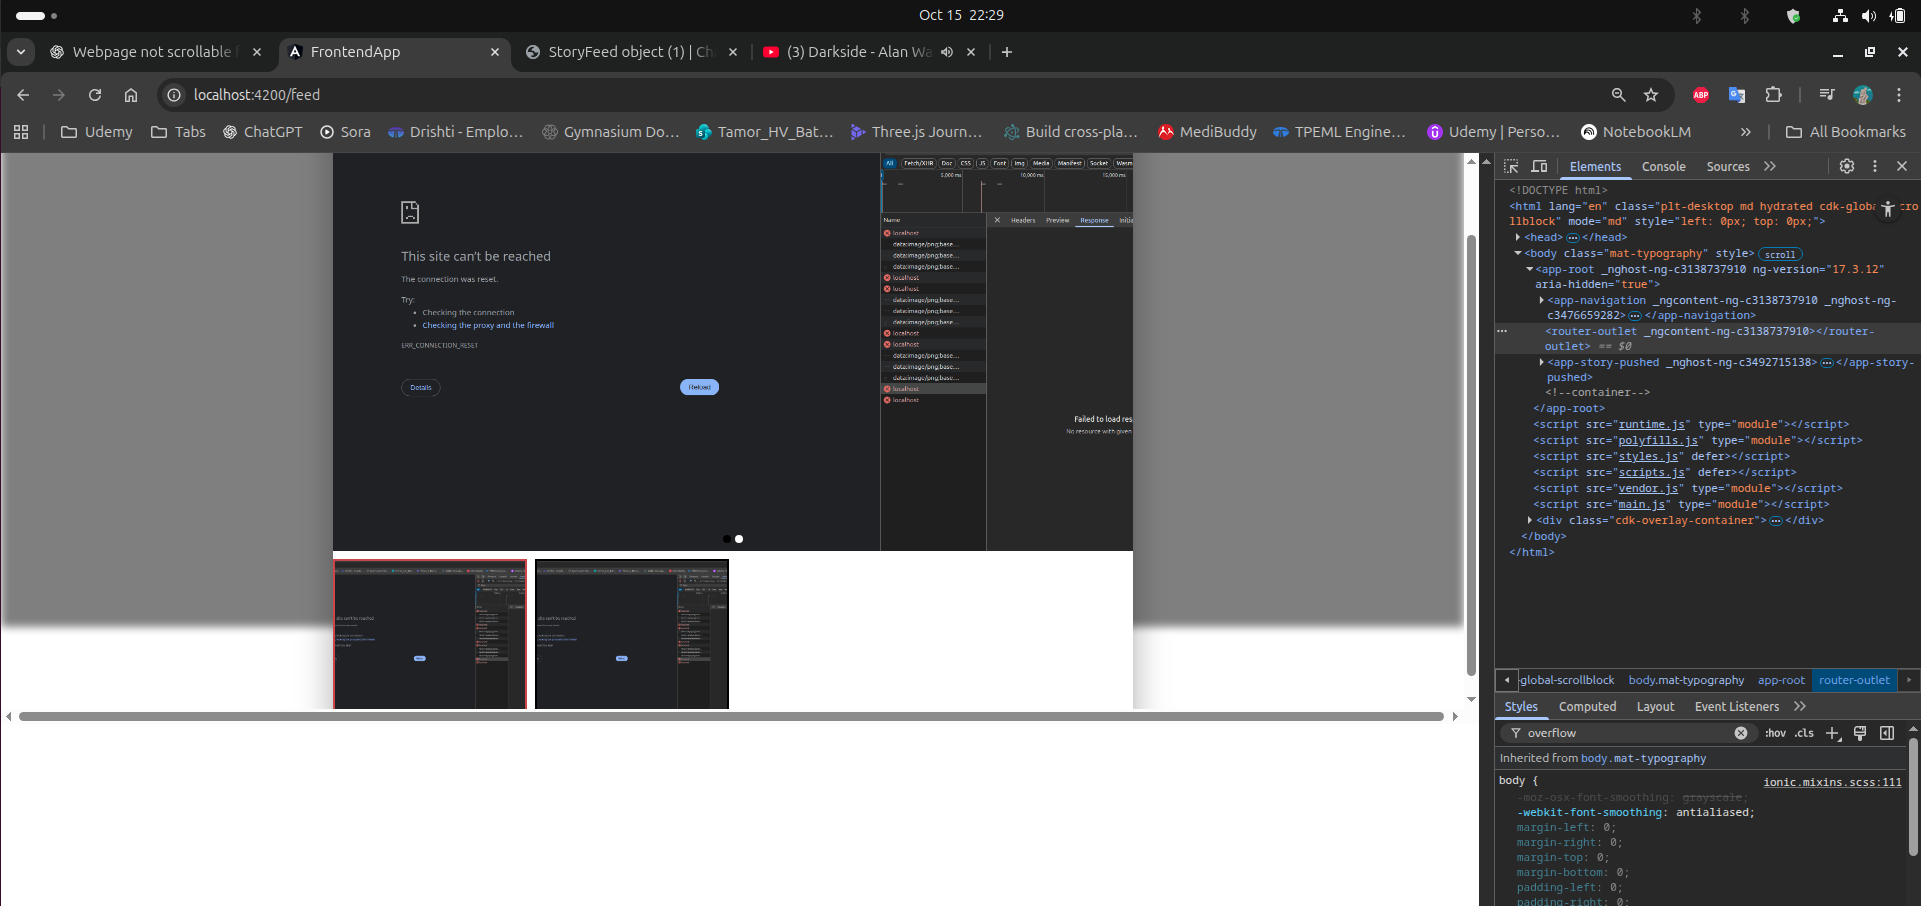 Oct 15 22:29
Webpage not scrollable
FrontendApp
StoryFeed object (1) | Ch
(3) Darkside - Alan Wa
localhost:4200/feed
ABP
Udemy
Tabs
ChatGPT
Sora
Drishti - Emplo...
Gymnasium Do...
Tamor_HV_Bat...
Three.js Journ...
Build cross-pla...
MediBuddy
TPEML Engine...
Udemy | Perso...
NotebookLM
»
All Bookmarks
All
Fetch/XHR
Doc
CSS
JS
Font
Img
Media
Manifest
Socket
Wasm
5,000 ms
10,000 ms
15,000 ms
Name
Headers
Preview
Response
Initia
This site can't be reached
The connection was reset.
Try:
• Checking the connection
• Checking the proxy and the firewall
ERR_CONNECTION_RESET
Details
Reload
localhost
data:image/png;base...
data:image/png;base...
data:image/png;base...
localhost
localhost
data:image/png;base...
data:image/png;base...
data:image/png;base...
localhost
localhost
data:image/png;base...
data:image/png;base...
data:image/png;base...
localhost
localhost
Failed to load res
No resource with given
Elements
Console
Sources
<!DOCTYPE html>
<html lang="en" class="plt-desktop md hydrated cdk-global-scro
llblock" mode="md" style="left: 0px; top: 0px;">
<head>…</head>
<body class="mat-typography" style> scroll
<app-root _nghost-ng-c3138737910 ng-version="17.3.12"
aria-hidden="true">
<app-navigation _ngcontent-ng-c3138737910 _nghost-ng-
c3476659282>…</app-navigation>
<router-outlet _ngcontent-ng-c3138737910></router-
outlet> == $0
<app-story-pushed _nghost-ng-c3492715138>…</app-story-
pushed>
<!--container-->
</app-root>
<script src="runtime.js" type="module"></script>
<script src="polyfills.js" type="module"></script>
<script src="styles.js" defer></script>
<script src="scripts.js" defer></script>
<script src="vendor.js" type="module"></script>
<script src="main.js" type="module"></script>
<div class="cdk-overlay-container">…</div>
</body>
</html>
-global-scrollblock
body.mat-typography
app-root
router-outlet
Styles
Computed
Layout
Event Listeners
overflow
:hov
.cls
Inherited from body.mat-typography
body {
ionic.mixins.scss:111
-moz-osx-font-smoothing: grayscale;
-webkit-font-smoothing: antialiased;
margin-left: 0;
margin-right: 0;
margin-top: 0;
margin-bottom: 0;
padding-left: 0;
padding-right: 0;